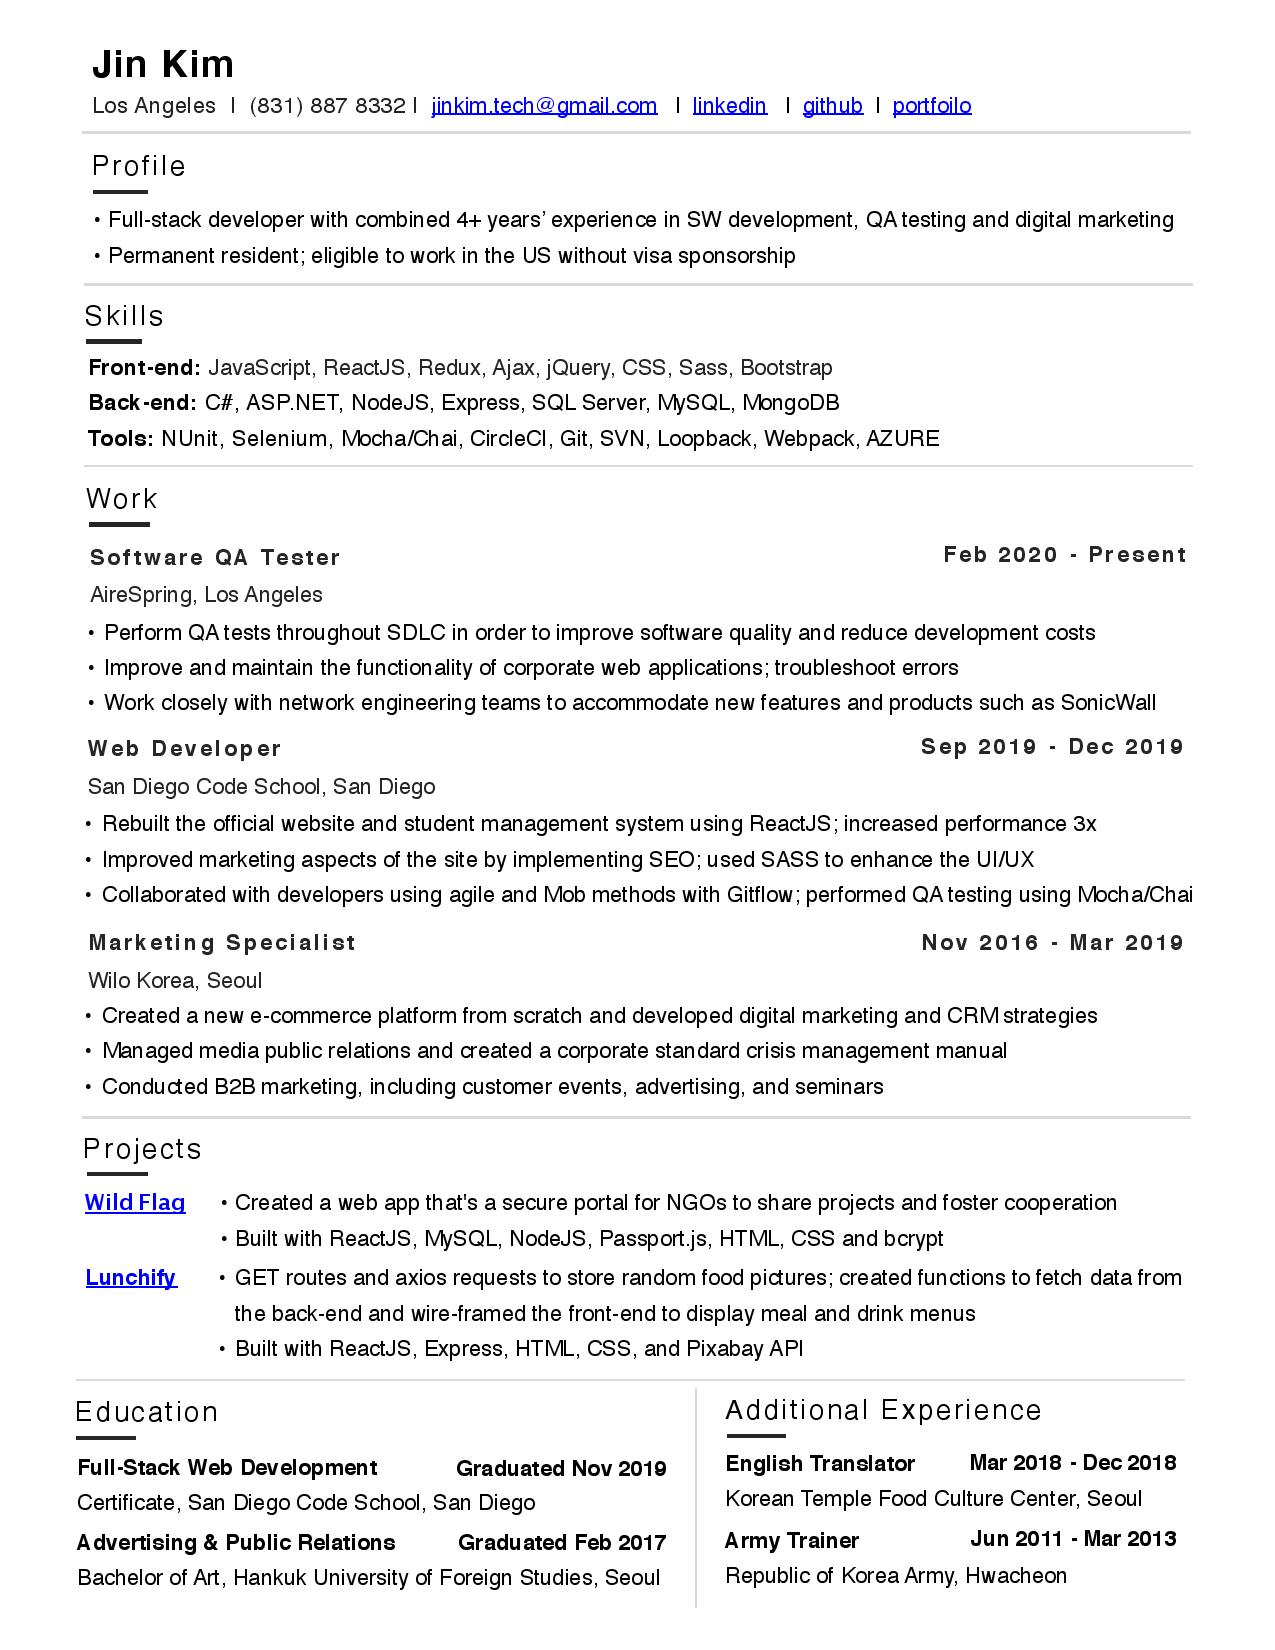 Jin Kim
Los Angeles | (831) 887 8332 | jinkim.tech@gmail.com | linkedin | github | portfoilo
Profile
• Full-stack developer with combined 4+ years' experience in SW development, QA testing and digital marketing
• Permanent resident; eligible to work in the US without visa sponsorship
Skills
Front-end: JavaScript, ReactJS, Redux, Ajax, jQuery, CSS, Sass, Bootstrap
Back-end: C#, ASP.NET, NodeJS, Express, SQL Server, MySQL, MongoDB
Tools: NUnit, Selenium, Mocha/Chai, CircleCI, Git, SVN, Loopback, Webpack, AZURE
Work
Software QA Tester Feb 2020 - Present
AireSpring, Los Angeles
• Perform QA tests throughout SDLC in order to improve software quality and reduce development costs
• Improve and maintain the functionality of corporate web applications; troubleshoot errors
• Work closely with network engineering teams to accommodate new features and products such as SonicWall
Web Developer Sep 2019 - Dec 2019
San Diego Code School, San Diego
• Rebuilt the official website and student management system using ReactJS; increased performance 3x
• Improved marketing aspects of the site by implementing SEO; used SASS to enhance the UI/UX
• Collaborated with developers using agile and Mob methods with Gitflow; performed QA testing using Mocha/Chai
Marketing Specialist Nov 2016 - Mar 2019
Wilo Korea, Seoul
• Created a new e-commerce platform from scratch and developed digital marketing and CRM strategies
• Managed media public relations and created a corporate standard crisis management manual
• Conducted B2B marketing, including customer events, advertising, and seminars
Projects
Wild Flag • Created a web app that's a secure portal for NGOs to share projects and foster cooperation
• Built with ReactJS, MySQL, NodeJS, Passport.js, HTML, CSS and bcrypt
Lunchify • GET routes and axios requests to store random food pictures; created functions to fetch data from
the back-end and wire-framed the front-end to display meal and drink menus
• Built with ReactJS, Express, HTML, CSS, and Pixabay API
Education
Full-Stack Web Development Graduated Nov 2019
Certificate, San Diego Code School, San Diego
Advertising & Public Relations Graduated Feb 2017
Bachelor of Art, Hankuk University of Foreign Studies, Seoul
Additional Experience
English Translator Mar 2018 - Dec 2018
Korean Temple Food Culture Center, Seoul
Army Trainer Jun 2011 - Mar 2013
Republic of Korea Army, Hwacheon